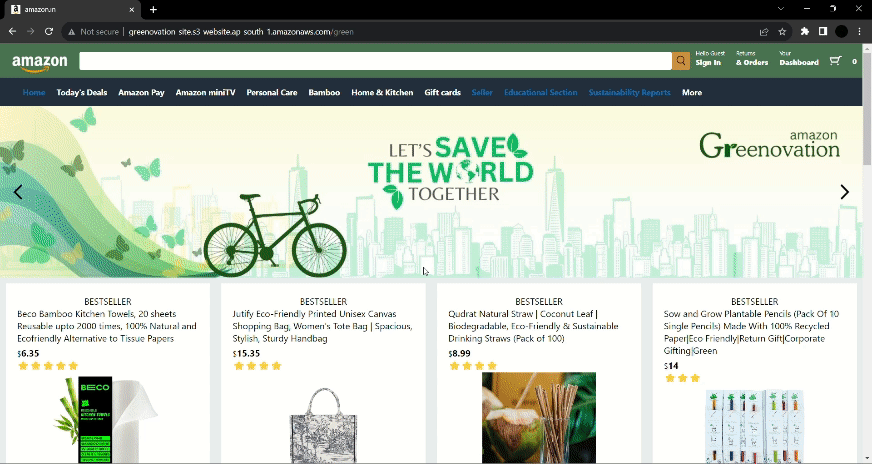 amazon.in
Not secure | greenovation site.s3 website.ap south 1.amazonaws.com/green
amazon
Hello Guest
Sign In
Returns
& Orders
Your
Dashboard
0
Home Today's Deals Amazon Pay Amazon miniTV Personal Care Bamboo Home & Kitchen Gift cards Seller Educational Section Sustainability Reports More
LET'S SAVE
THE WORLD
TOGETHER
amazon
Greenovation
BESTSELLER
Beco Bamboo Kitchen Towels, 20 sheets
Reusable upto 2000 times, 100% Natural and
Ecofriendly Alternative to Tissue Papers
$6.35
BECO
BESTSELLER
Jutify Eco-Friendly Printed Unisex Canvas
Shopping Bag, Women's Tote Bag | Spacious,
Stylish, Sturdy Handbag
$15.35
BESTSELLER
Qudrat Natural Straw | Coconut Leaf |
Biodegradable, Eco-Friendly & Sustainable
Drinking Straws (Pack of 100)
$8.99
BESTSELLER
Sow and Grow Plantable Pencils (Pack Of 10
Single Pencils) Made With 100% Recycled
Paper|Eco Friendly|Return Gift|Corporate
Gifting|Green
$14